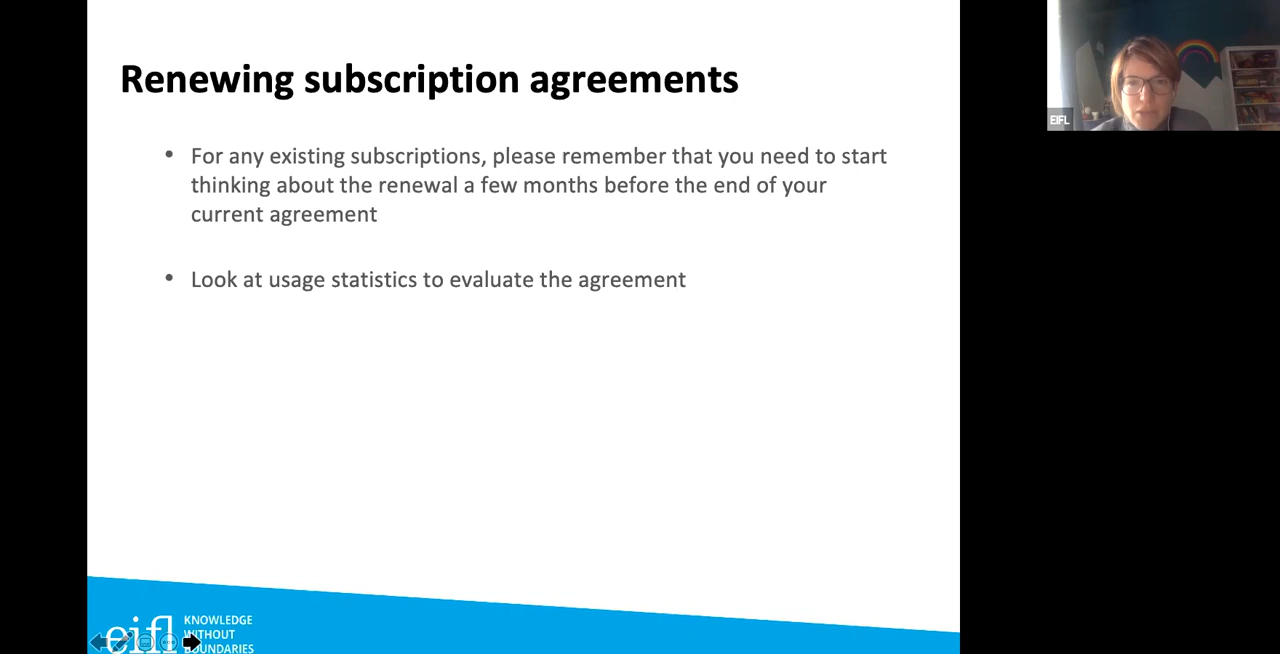 Renewing subscription agreements
• For any existing subscriptions, please remember that you need to start
thinking about the renewal a few months before the end of your
current agreement
• Look at usage statistics to evaluate the agreement
EIFL
eifl
KNOWLEDGE
WITHOUT
BOUNDARIES